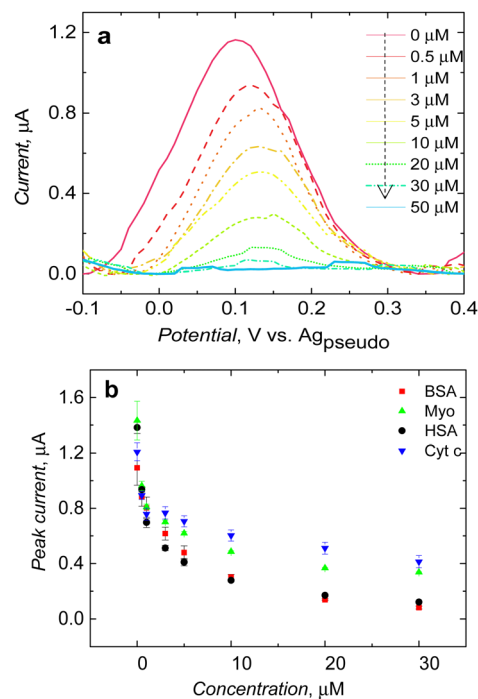 a
1.2
0.8
0.4
0.0
Current, µA
0 µM
0.5 µM
1 µM
3 µM
5 µM
10 µM
20 µM
30 µM
50 µM
-0.1 0.0 0.1 0.2 0.3 0.4
Potential, V vs. Agpseudo
b
1.6
1.2
0.8
0.4
0.0
Peak current, µA
BSA
Myo
HSA
Cyt c
0 10 20 30
Concentration, µM